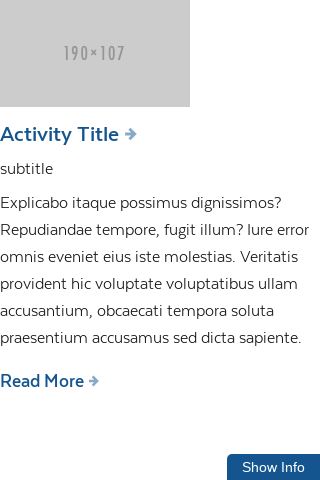 190×107
Activity Title
subtitle
Explicabo itaque possimus dignissimos?
Repudiandae tempore, fugit illum? Iure error
omnis eveniet eius iste molestias. Veritatis
provident hic voluptate voluptatibus ullam
accusantium, obcaecati tempora soluta
praesentium accusamus sed dicta sapiente.
Read More
Show Info